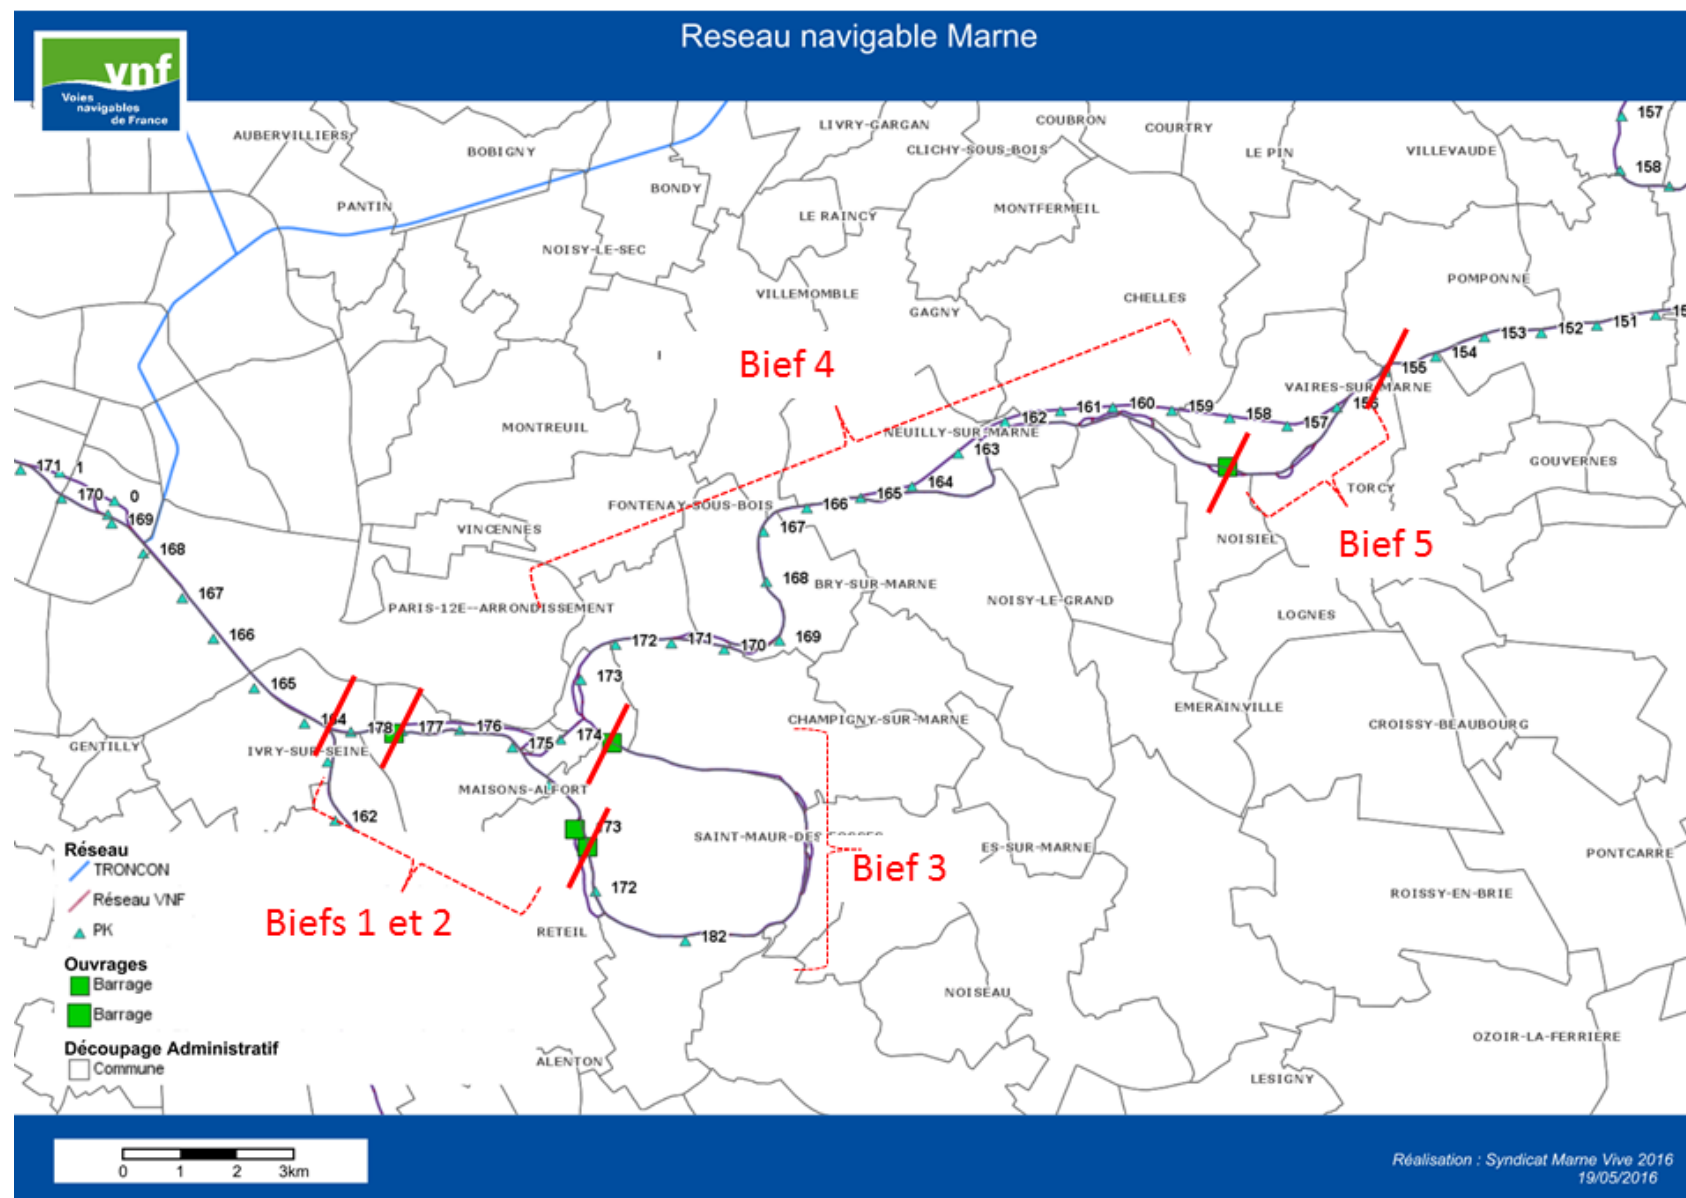 Reseau navigable Marne
vnf
Voies
navigables
de France
AUBERVILLIERS
BOBIGNY
LIVRY-GARGAN
COUBRON
COURTRY
CLICHY-SOUS-BOIS
LE PIN
VILLEVAUDE
157
158
BONDY
PANTIN
LE RAINCY
MONTFERMEIL
NOISY-LE-SEC
POMPONNE
VILLEMOMBLE
CHELLES
GAGNY
153
152
151
154
155
Bief 4
VAIRES-SUR-MARNE
156
162
161
160
159
158
157
MONTREUIL
NEUILLY-SUR-MARNE
163
GOUVERNES
171
1
170
0
169
164
165
166
TORCY
FONTENAY-SOUS-BOIS
VINCENNES
167
NOISIEL
Bief 5
168
167
168
BRY-SUR-MARNE
PARIS-12E--ARRONDISSEMENT
NOISY-LE-GRAND
LOGNES
166
172
171
170
169
173
165
EMERAINVILLE
164
178
177
176
175
174
CHAMPIGNY-SUR-MARNE
CROISSY-BEAUBOURG
GENTILLY
IVRY-SUR-SEINE
MAISONS-ALFORT
162
173
SAINT-MAUR-DES-FOSSES
ES-SUR-MARNE
PONTCARRE
Bief 3
172
ROISSY-EN-BRIE
Biefs 1 et 2
RETEIL
182
NOISEAU
OZOIR-LA-FERRIERE
ALENTON
LESIGNY
Réseau
TRONCON
Réseau VNF
PK
Ouvrages
Barrage
Barrage
Découpage Administratif
Commune
0 1 2 3km
Réalisation : Syndicat Marne Vive 2016
19/05/2016